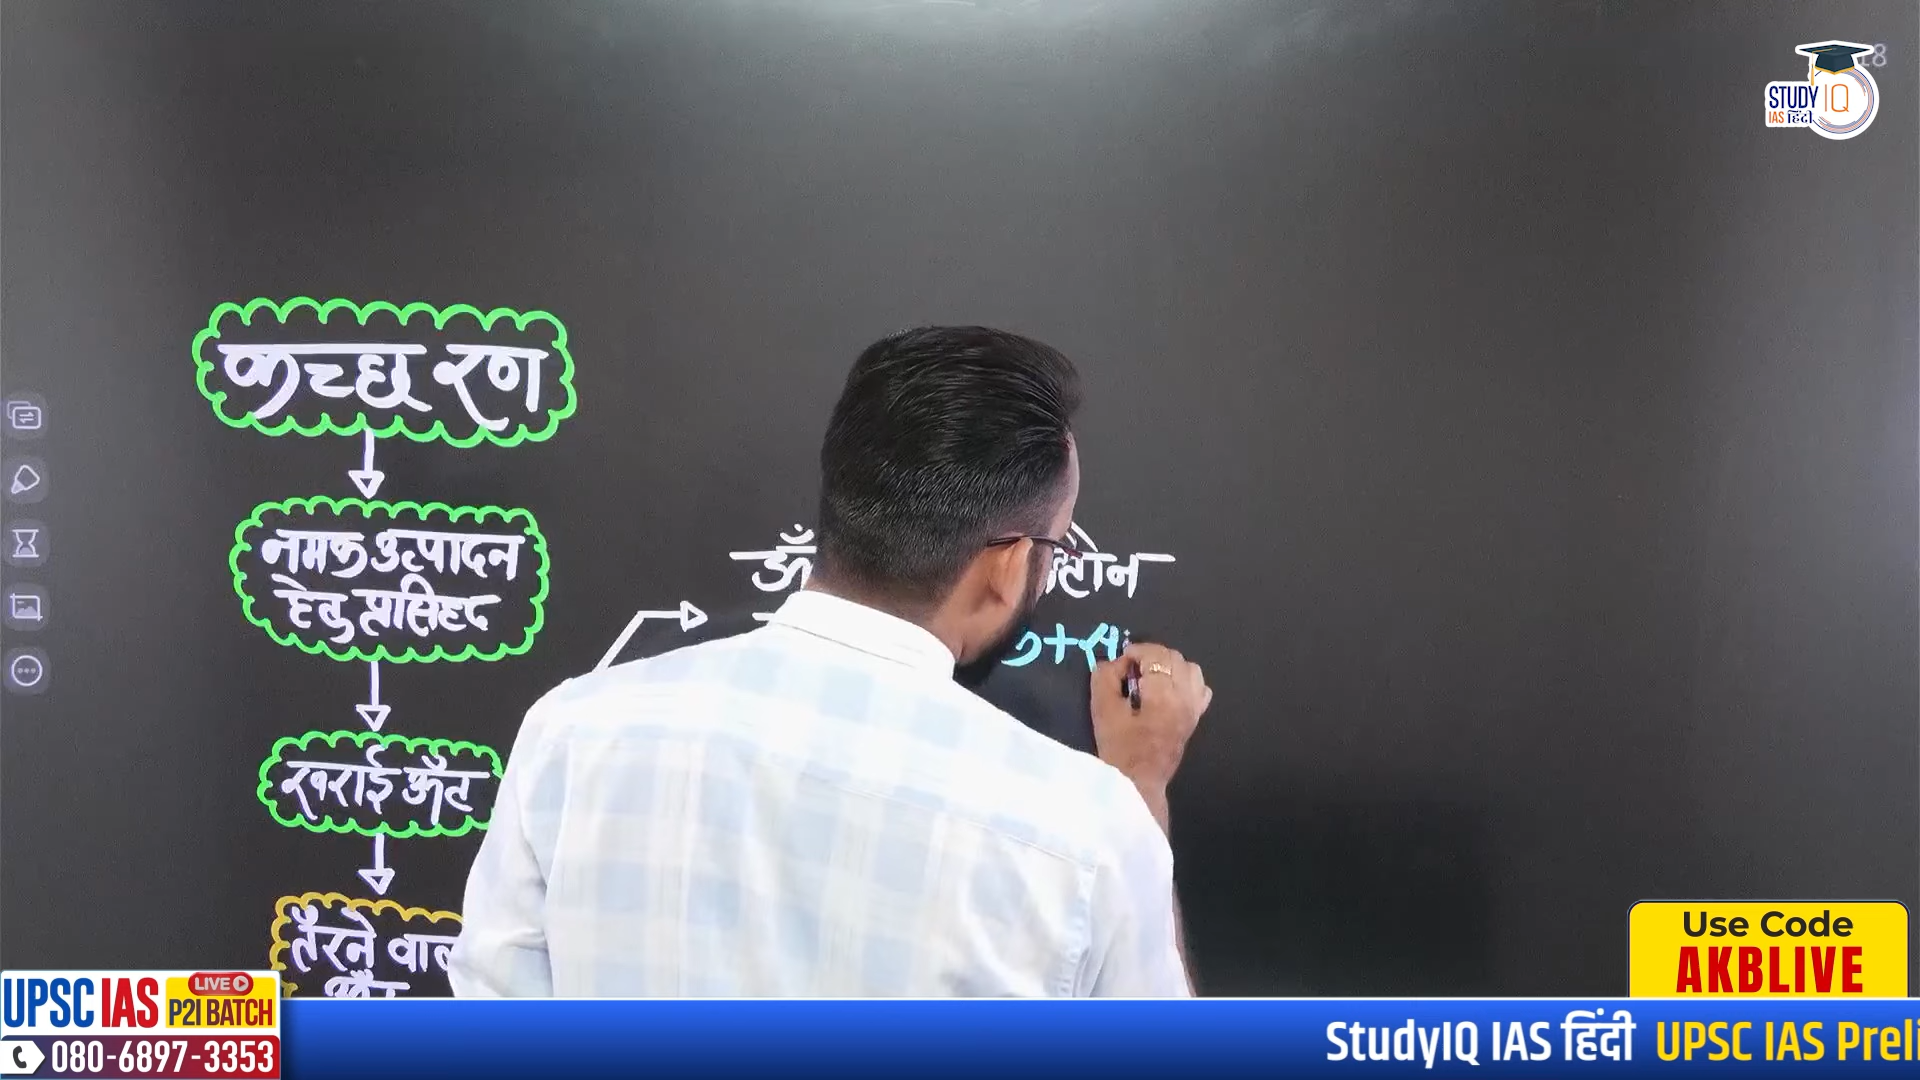 18
STUDY IQ
IAS हिंदी
कच्छ रण
नमक उत्पादन
हेतु प्रसिद्ध
खराई ऊँट
तैरने
Use Code
AKBLIVE
UPSC IAS
LIVE
P2I BATCH
080-6897-3353
StudyIQ IAS हिंदी UPSC IAS